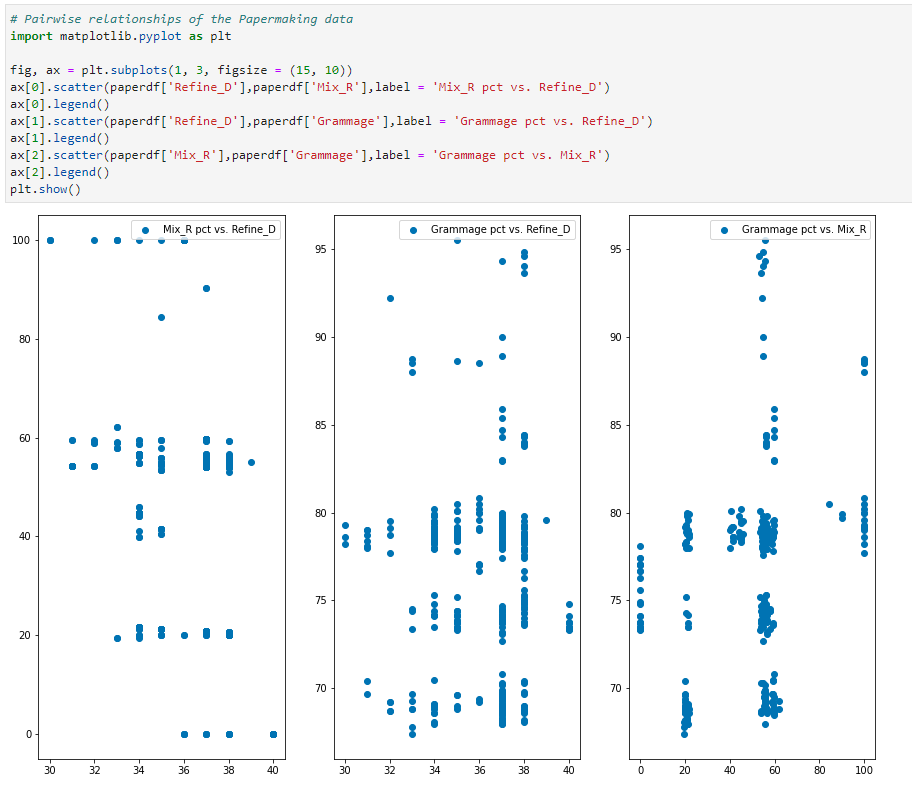 # Pairwise relationships of the Papermaking data
import matplotlib.pyplot as plt
fig, ax = plt.subplots(1, 3, figsize = (15, 10))
ax[0].scatter(paperdf['Refine_D'],paperdf['Mix_R'],label = 'Mix_R pct vs. Refine_D')
ax[0].legend()
ax[1].scatter(paperdf['Refine_D'],paperdf['Grammage'],label = 'Grammage pct vs. Refine_D')
ax[1].legend()
ax[2].scatter(paperdf['Mix_R'],paperdf['Grammage'],label = 'Grammage pct vs. Mix_R')
ax[2].legend()
plt.show()
Mix_R pct vs. Refine_D
100
80
60
40
20
0
30 32 34 36 38 40
Grammage pct vs. Refine_D
95
90
85
80
75
70
30 32 34 36 38 40
Grammage pct vs. Mix_R
95
90
85
80
75
70
0 20 40 60 80 100